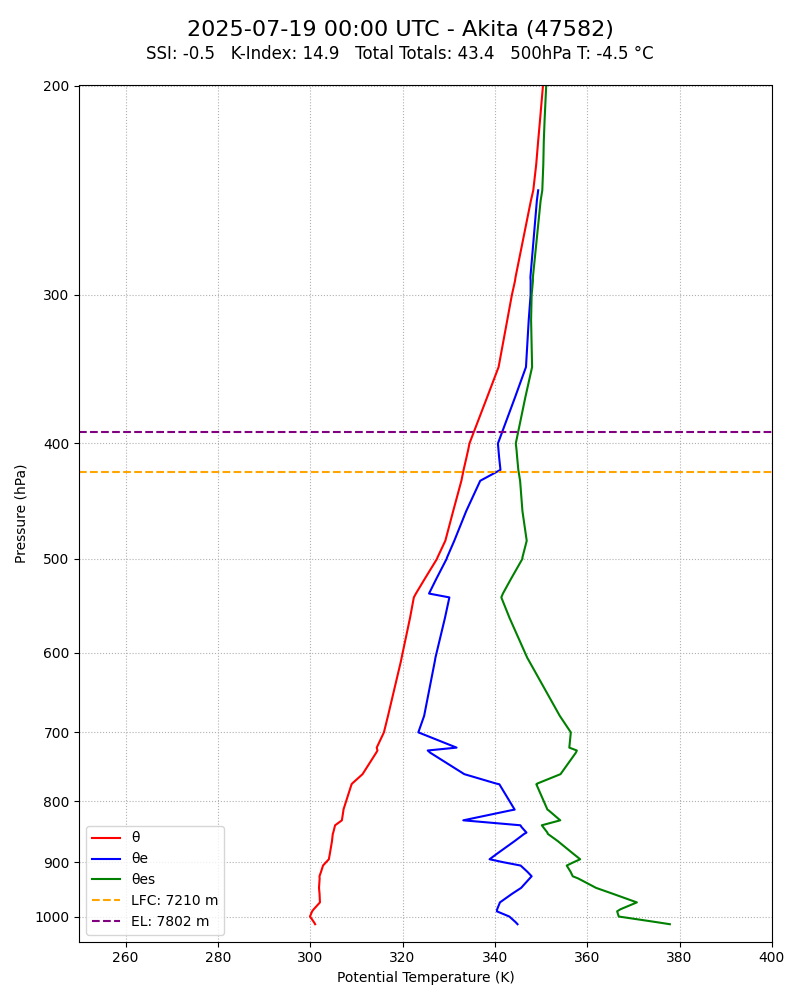 2025-07-19 00:00 UTC - Akita (47582)
SSI: -0.5 K-Index: 14.9 Total Totals: 43.4 500hPa T: -4.5 °C
200
300
400
500
600
700
800
900
1000
Pressure (hPa)
θ
θe
θes
LFC: 7210 m
EL: 7802 m
260 280 300 320 340 360 380 400
Potential Temperature (K)